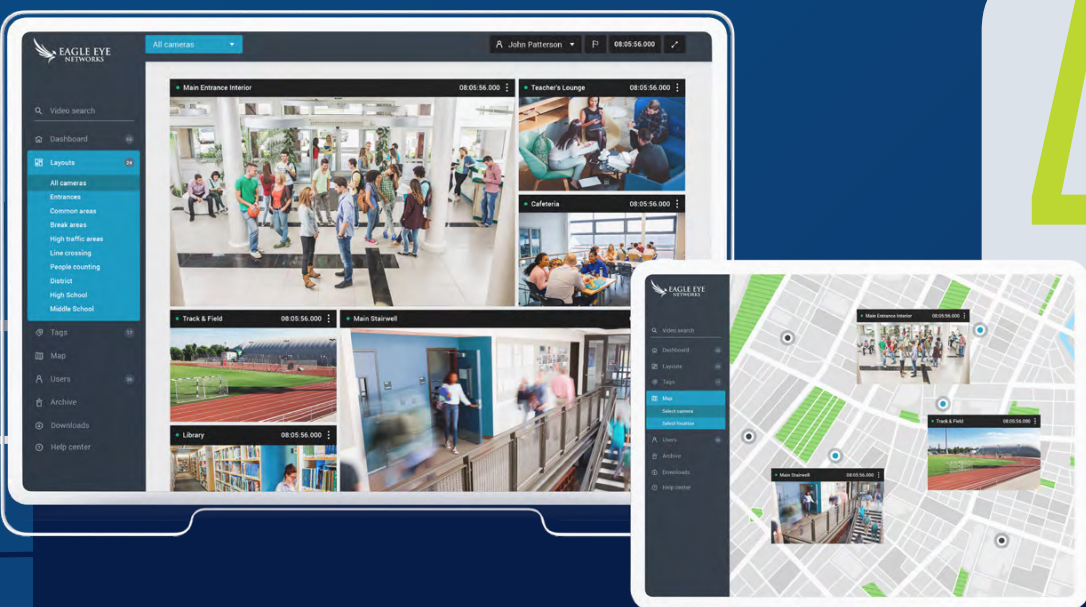 EAGLE EYE
NETWORKS
All cameras
John Patterson
08:05:56.000
Video search
Dashboard
Layouts
24
All cameras
Entrances
Common areas
Break areas
High traffic areas
Line crossing
People counting
District
High School
Middle School
Tags
Map
Users
Archive
Downloads
Help center
Main Entrance Interior 08:05:56.000
Teacher's Lounge 08:05:56.000
Cafeteria 08:05:56.000
Track & Field 08:05:56.000
Main Stairwell
Library 08:05:56.000
EAGLE EYE
NETWORKS
Video search
Dashboard
Layouts
Tags
Map
Select camera
Select location
Users
Archive
Downloads
Help center
Main Entrance Interior 08:05:56.000
Track & Field 08:05:56.000
Main Stairwell 08:05:56.000